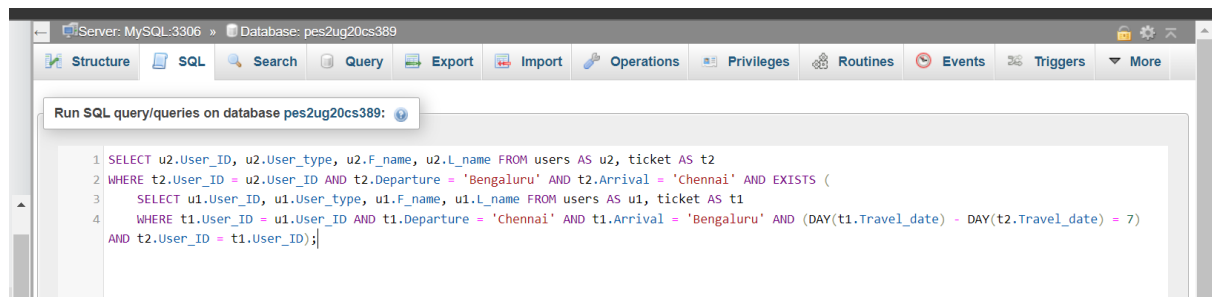 Server: MySQL:3306 » Database: pes2ug20cs389
Structure SQL Search Query Export Import Operations Privileges Routines Events Triggers More
Run SQL query/queries on database pes2ug20cs389:
1 SELECT u2.User_ID, u2.User_type, u2.F_name, u2.L_name FROM users AS u2, ticket AS t2
2 WHERE t2.User_ID = u2.User_ID AND t2.Departure = 'Bengaluru' AND t2.Arrival = 'Chennai' AND EXISTS (
3 SELECT u1.User_ID, u1.User_type, u1.F_name, u1.L_name FROM users AS u1, ticket AS t1
4 WHERE t1.User_ID = u1.User_ID AND t1.Departure = 'Chennai' AND t1.Arrival = 'Bengaluru' AND (DAY(t1.Travel_date) - DAY(t2.Travel_date) = 7)
AND t2.User_ID = t1.User_ID);